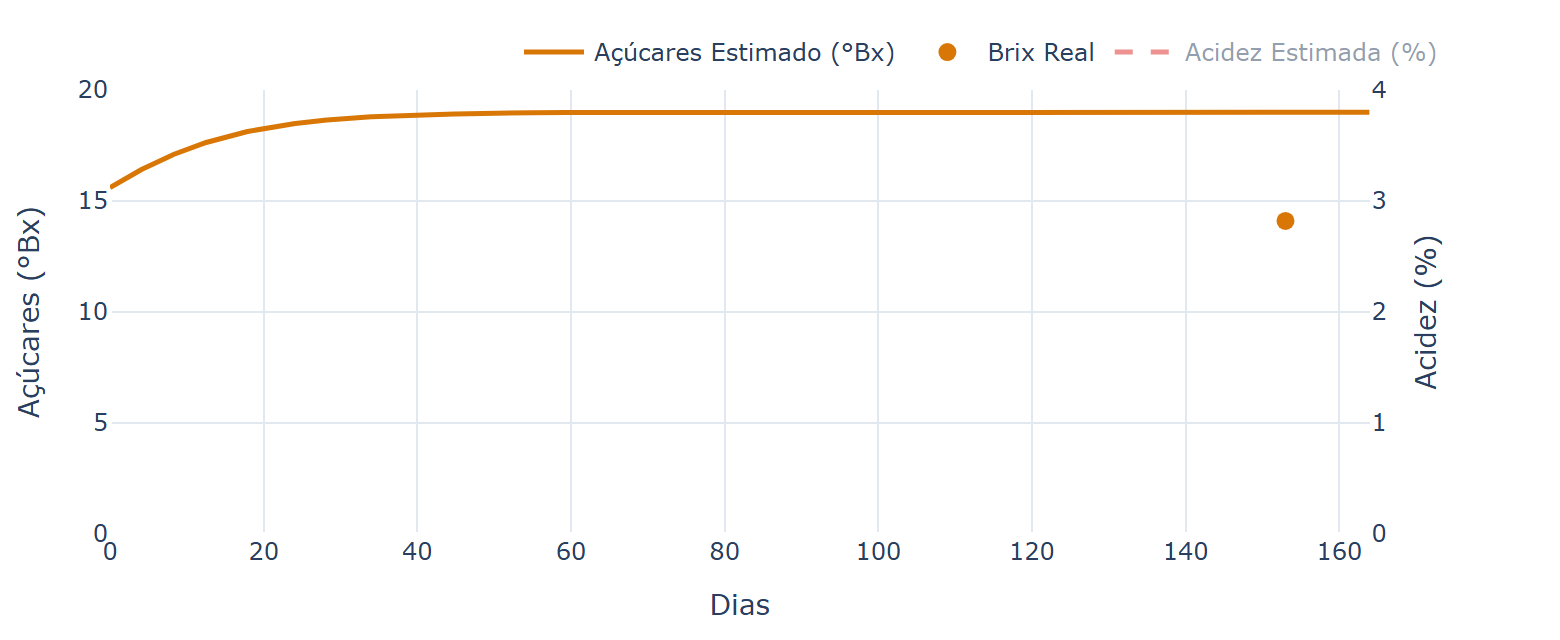 Açúcares Estimado (°Bx) Brix Real Acidez Estimada (%)
20 4
15 3
10 2
5 1
0 0
Açúcares (°Bx)
Acidez (%)
0 20 40 60 80 100 120 140 160
Dias